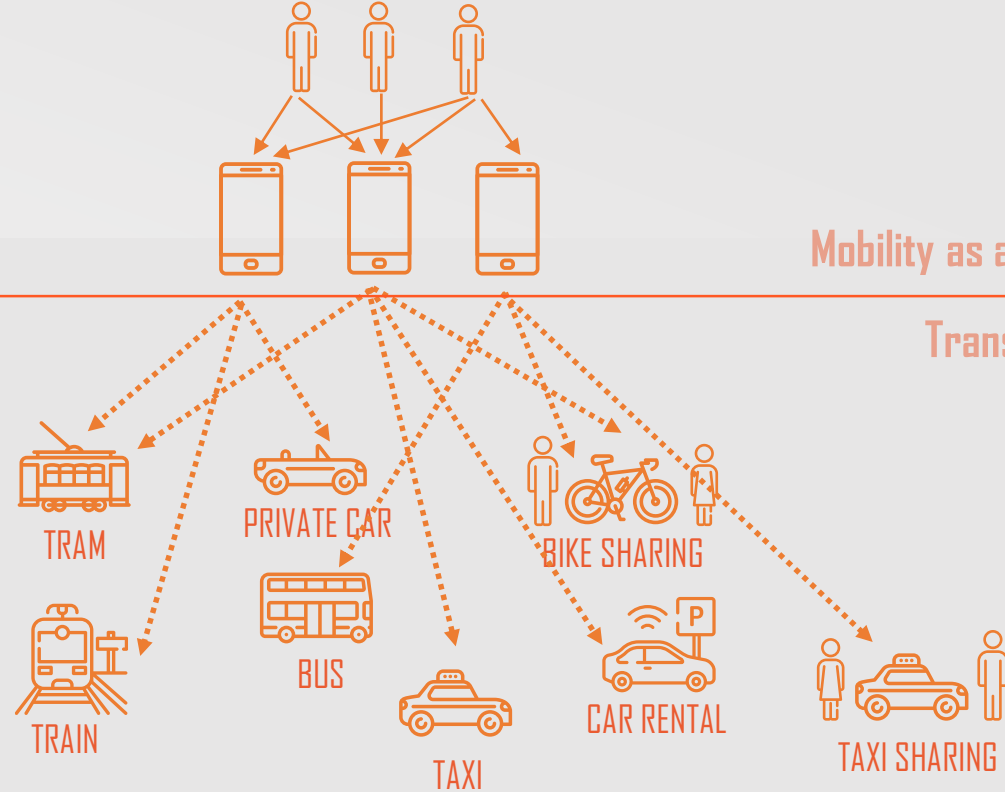 Mobility as a
Trans
TRAM
PRIVATE CAR
BIKE SHARING
P
BUS
TRAIN
TAXI
CAR RENTAL
TAXI SHARING